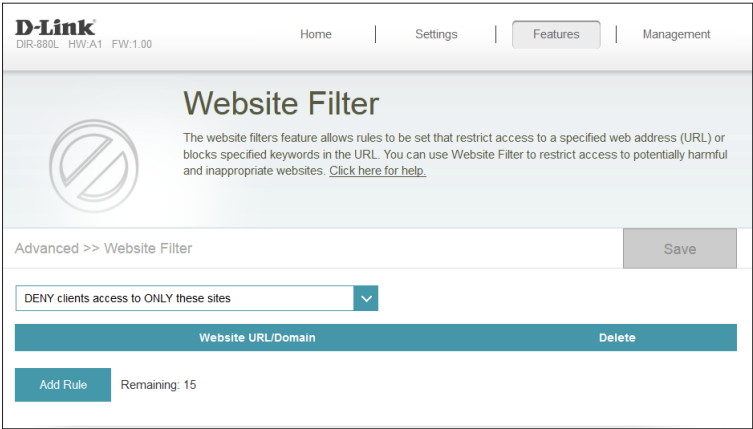 D-Link
DIR-880L HW:A1 FW:1.00
Home | Settings | Features | Management
Website Filter
The website filters feature allows rules to be set that restrict access to a specified web address (URL) or
blocks specified keywords in the URL. You can use Website Filter to restrict access to potentially harmful
and inappropriate websites. Click here for help.
Advanced >> Website Filter
Save
DENY clients access to ONLY these sites
Website URL/Domain Delete
Add Rule Remaining: 15